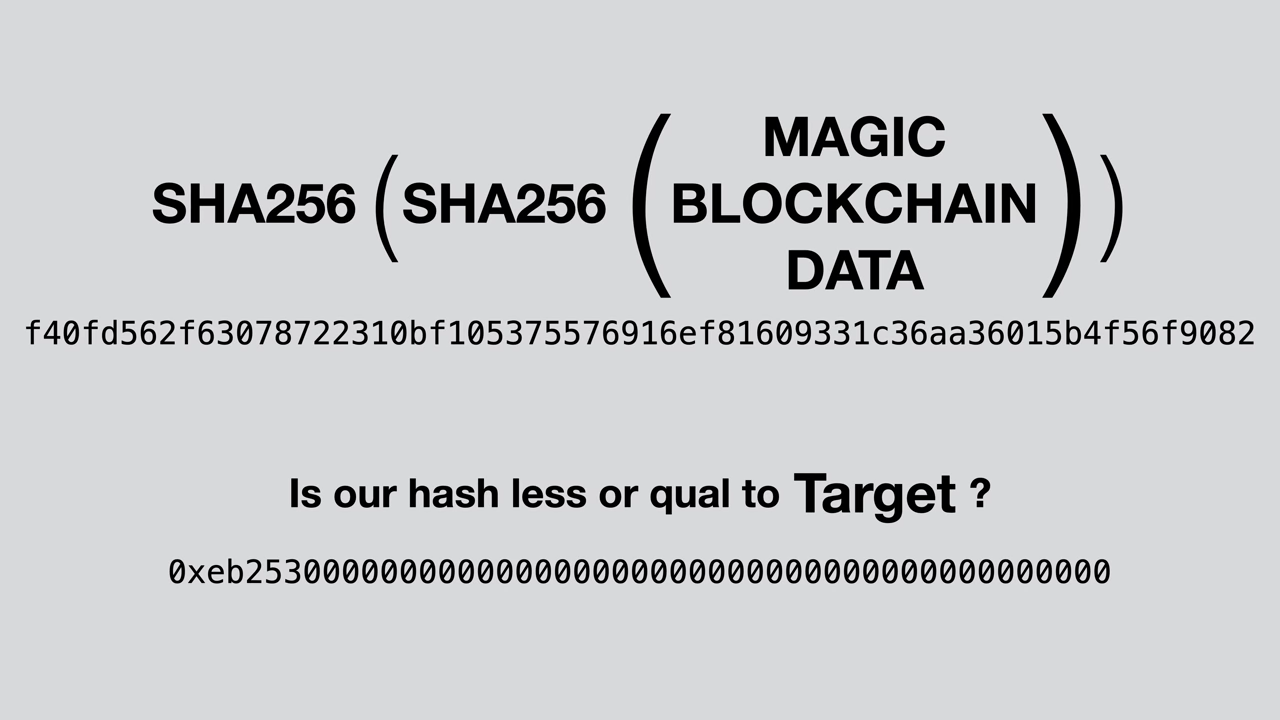 MAGIC
SHA256 (SHA256 (BLOCKCHAIN))
DATA
f40fd562f63078722310bf105375576916ef81609331c36aa36015b4f56f9082
Is our hash less or qual to Target ?
0xeb253000000000000000000000000000000000000000000